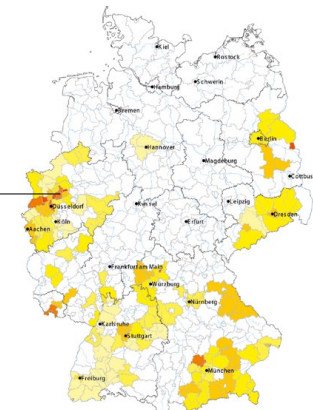 Kiel
Rostock
Schwerin
Hamburg
Bremen
Berlin
Hannover
Magdeburg
Cottbus
Düsseldorf
Kassel
Leipzig
Dresden
Köln
Erfurt
Aachen
Frankfurt am Main
Würzburg
Nürnberg
Karlsruhe
Stuttgart
München
Freiburg